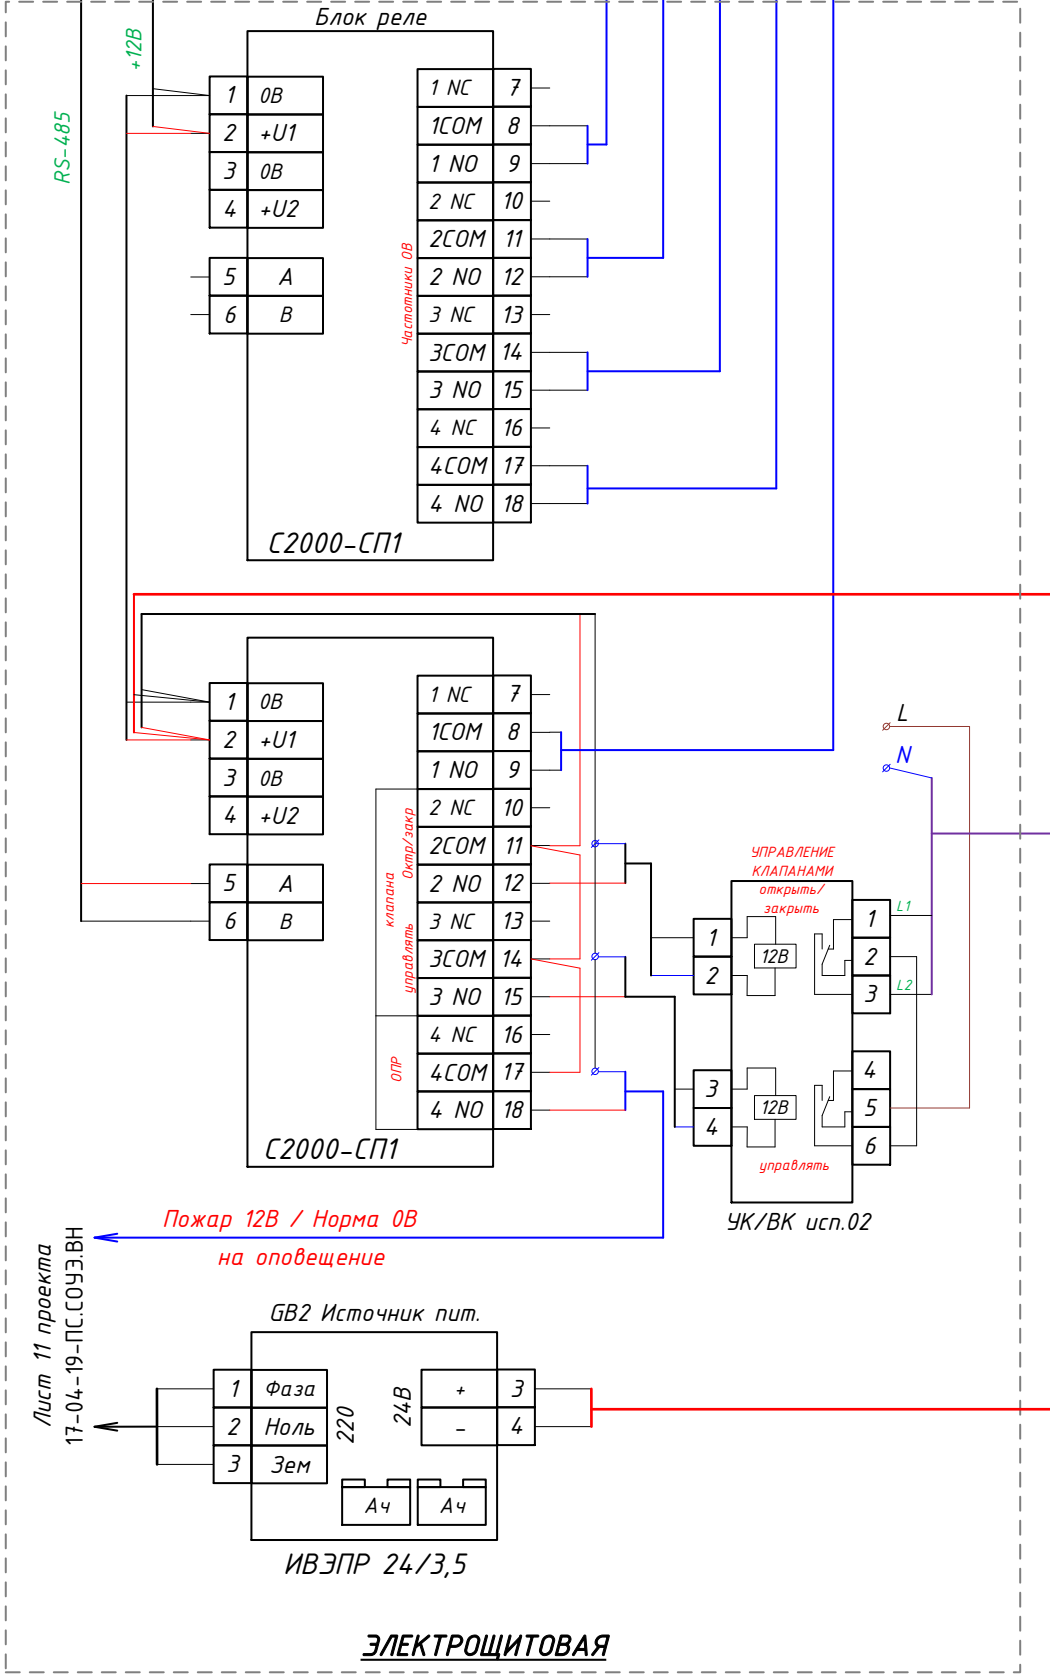 Блок реле
+12В
RS-485
1 0В
2 +U1
3 0В
4 +U2
5 А
6 В
1 NC 7
1COM 8
1 NO 9
2 NC 10
2COM 11
2 NO 12
3 NC 13
3COM 14
3 NO 15
4 NC 16
4COM 17
4 NO 18
Частотники ОВ
С2000-СП1
1 0В
2 +U1
3 0В
4 +U2
5 А
6 В
1 NC 7
1COM 8
1 NO 9
2 NC 10
2COM 11
2 NO 12
3 NC 13
3COM 14
3 NO 15
4 NC 16
4COM 17
4 NO 18
клапана
управлять Октр/закр
ОПР
С2000-СП1
L
N
УПРАВЛЕНИЕ
КЛАПАНАМИ
открыть/
закрыть
1
2
12В
1
2
3
L1
L2
3
4
12В
4
5
6
управлять
УК/ВК исп.02
Пожар 12В / Норма 0В
на оповещение
Лист 11 проекта
17-04-19-ПС.СОУЭ.ВН
GB2 Источник пит.
1 Фаза
2 Ноль
3 Зем
220
24В
+ 3
- 4
Ач
Ач
ИВЭПР 24/3,5
ЭЛЕКТРОЩИТОВАЯ